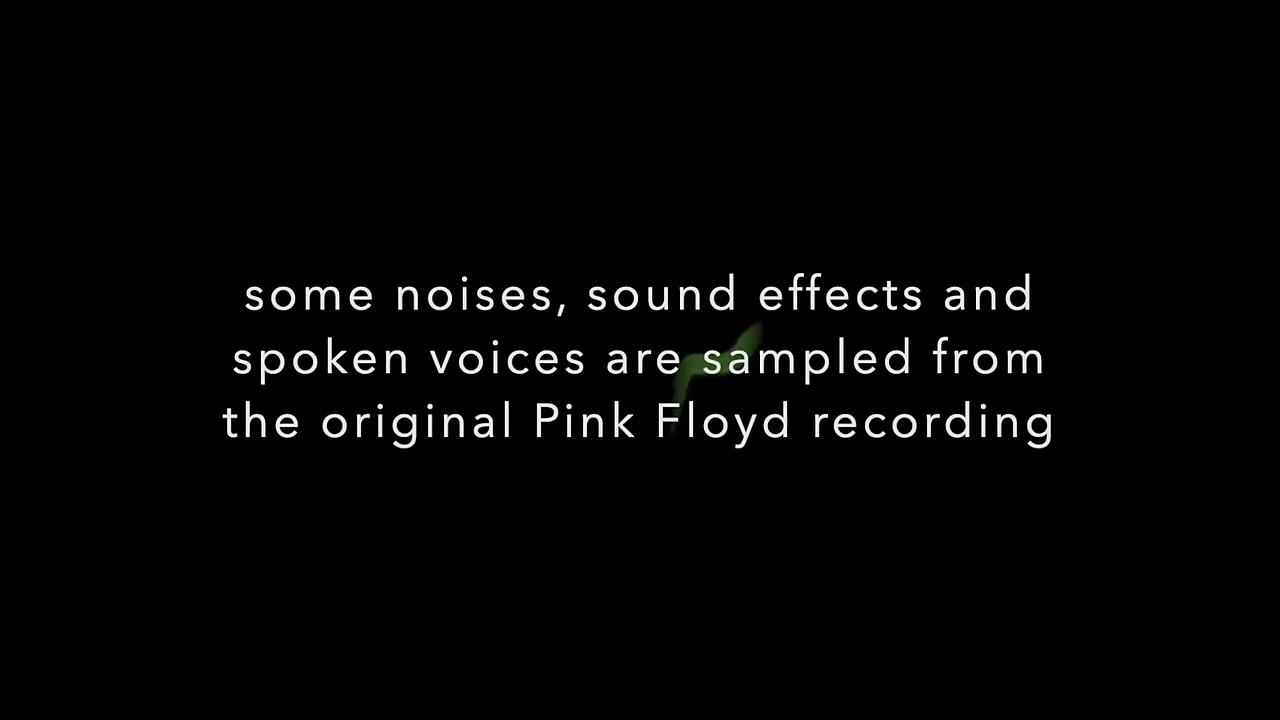 some noises, sound effects and
spoken voices are sampled from
the original Pink Floyd recording